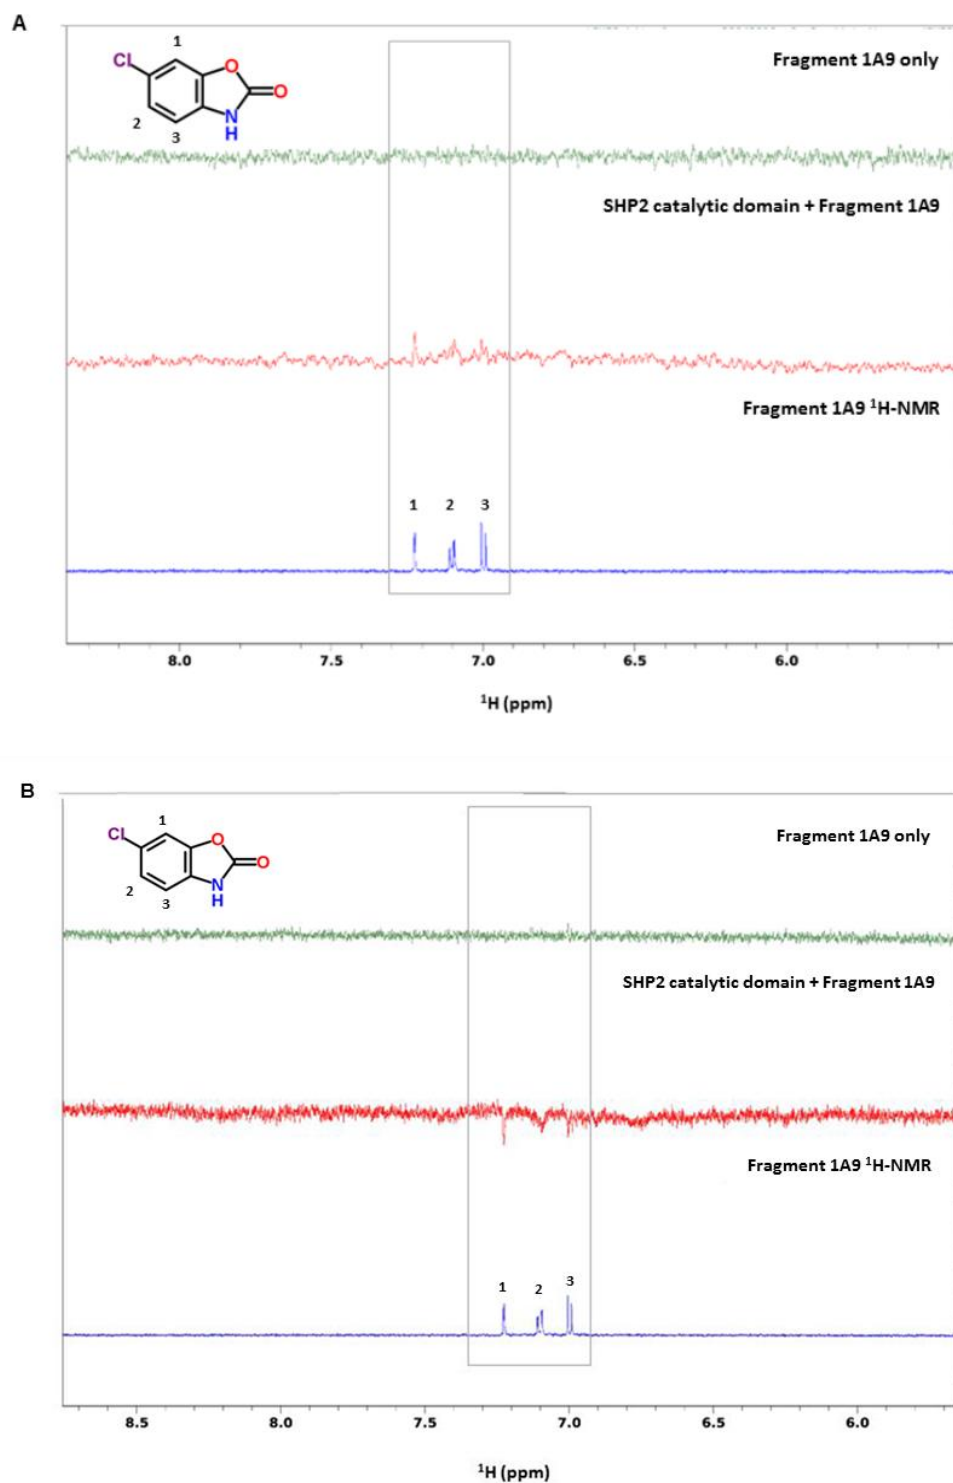 A
Fragment 1A9 only
1
Cl
O
O
2
N
H
3
SHP2 catalytic domain + Fragment 1A9
Fragment 1A9 ¹H-NMR
1 2 3
8.0 7.5 7.0 6.5 6.0
¹H (ppm)
B
Fragment 1A9 only
1
Cl
O
O
2
N
H
3
SHP2 catalytic domain + Fragment 1A9
Fragment 1A9 ¹H-NMR
1 2 3
8.5 8.0 7.5 7.0 6.5 6.0
¹H (ppm)